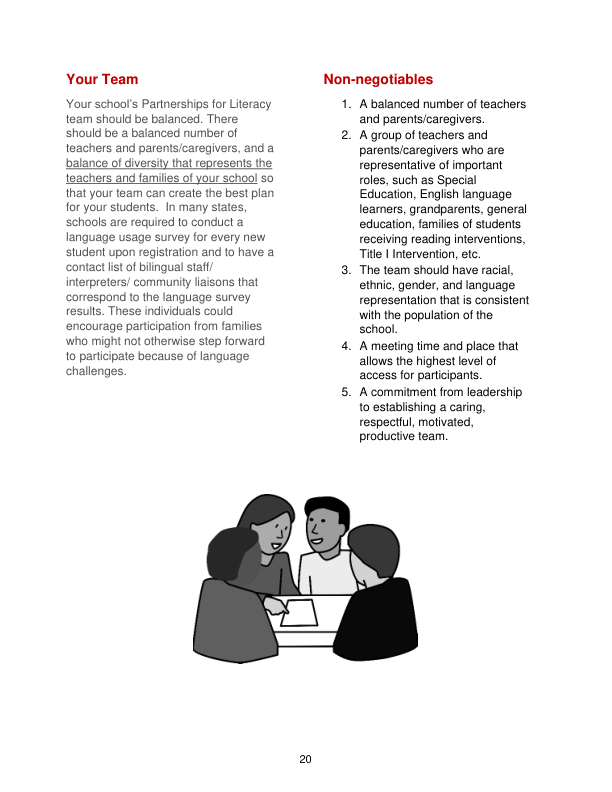 Your Team
Your school’s Partnerships for Literacy
team should be balanced. There
should be a balanced number of
teachers and parents/caregivers, and a
balance of diversity that represents the
teachers and families of your school so
that your team can create the best plan
for your students.  In many states,
schools are required to conduct a
language usage survey for every new
student upon registration and to have a
contact list of bilingual staff/
interpreters/ community liaisons that
correspond to the language survey
results. These individuals could
encourage participation from families
who might not otherwise step forward
to participate because of language
challenges.
Non-negotiables
1. A balanced number of teachers
and parents/caregivers.
2. A group of teachers and
parents/caregivers who are
representative of important
roles, such as Special
Education, English language
learners, grandparents, general
education, families of students
receiving reading interventions,
Title I Intervention, etc.
3. The team should have racial,
ethnic, gender, and language
representation that is consistent
with the population of the
school.
4. A meeting time and place that
allows the highest level of
access for participants.
5. A commitment from leadership
to establishing a caring,
respectful, motivated,
productive team.
20